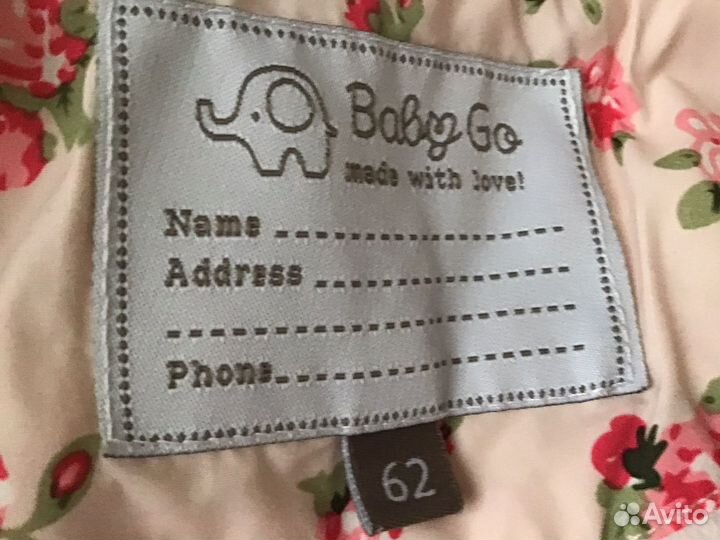 Baby Go
made with love!
Name
Address
Phone
62
Avito